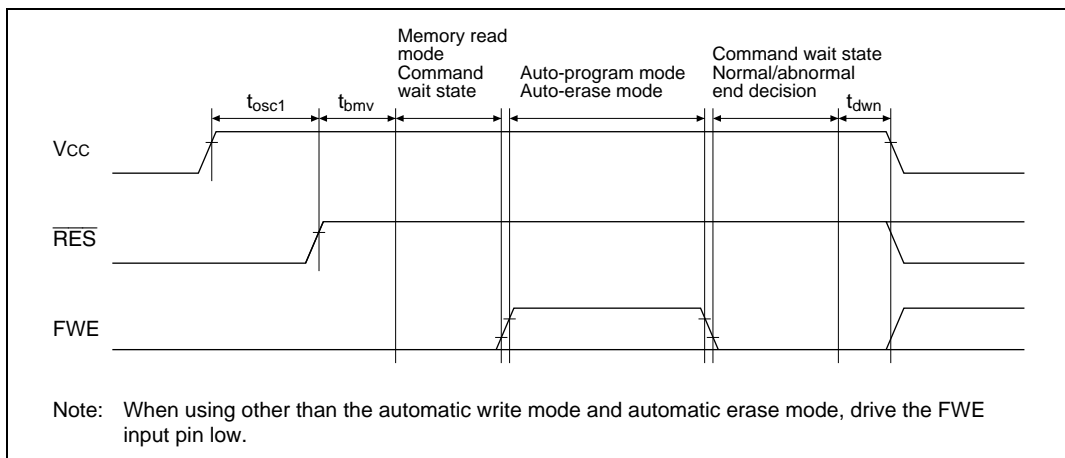 Memory read
mode
Command
wait state
Auto-program mode
Auto-erase mode
Command wait state
Normal/abnormal
end decision
tosc1
tbmv
tdwn
VCC
RES
FWE
Note: When using other than the automatic write mode and automatic erase mode, drive the FWE
input pin low.